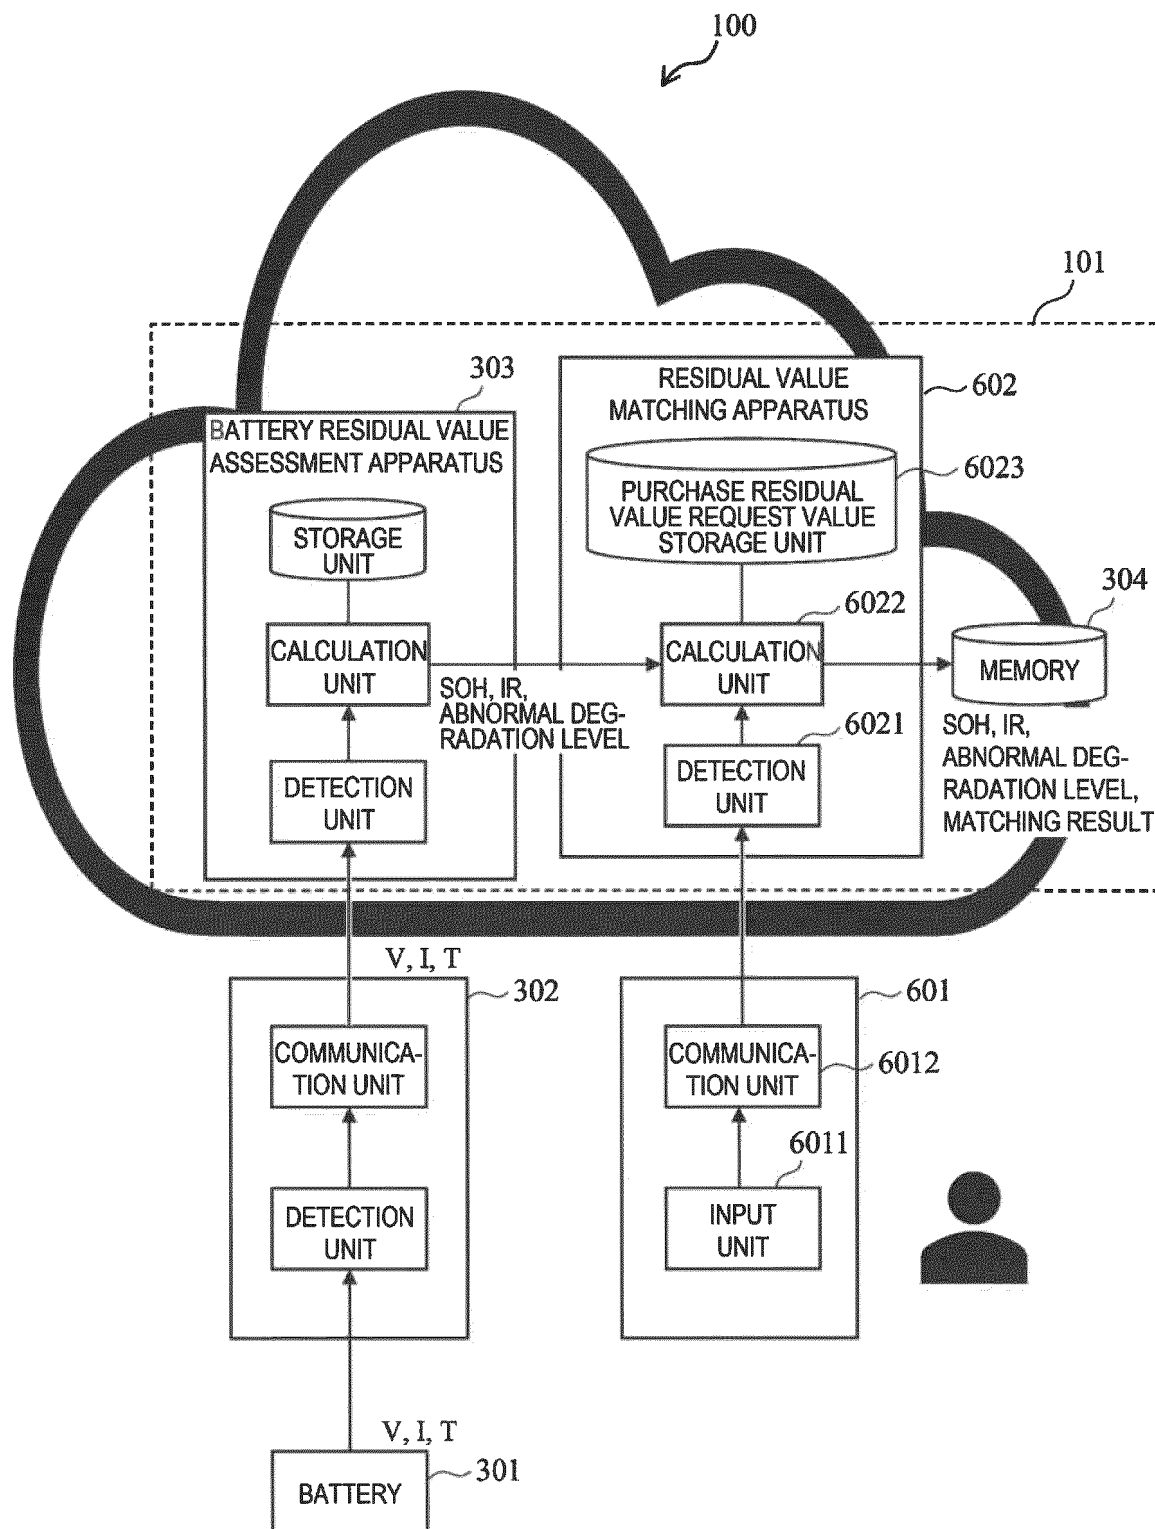 100
101
303
BATTERY RESIDUAL VALUE
ASSESSMENT APPARATUS
STORAGE
UNIT
CALCULATION
UNIT
SOH, IR,
ABNORMAL DEG-
RADATION LEVEL
DETECTION
UNIT
RESIDUAL VALUE
MATCHING APPARATUS
602
PURCHASE RESIDUAL
VALUE REQUEST VALUE
STORAGE UNIT
6023
6022
CALCULATION
UNIT
6021
DETECTION
UNIT
304
MEMORY
SOH, IR,
ABNORMAL DEG-
RADATION LEVEL,
MATCHING RESULT
V, I, T
302
COMMUNICA-
TION UNIT
DETECTION
UNIT
601
COMMUNICA-
TION UNIT
6012
6011
INPUT
UNIT
V, I, T
BATTERY
301